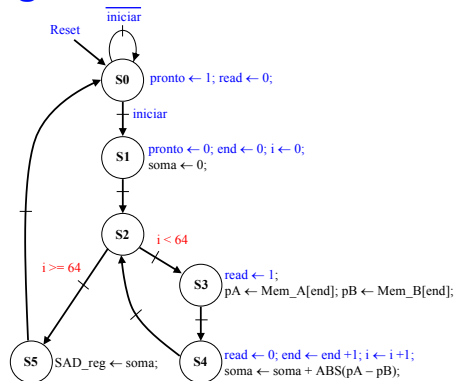 iniciar
Reset
S0
pronto ← 1; read ← 0;
iniciar
S1
pronto ← 0; end ← 0; i ← 0;
soma ← 0;
S2
i < 64
i >= 64
S3
read ← 1;
pA ← Mem_A[end]; pB ← Mem_B[end];
S5
SAD_reg ← soma;
S4
read ← 0; end ← end +1; i ← i +1;
soma ← soma + ABS(pA – pB);